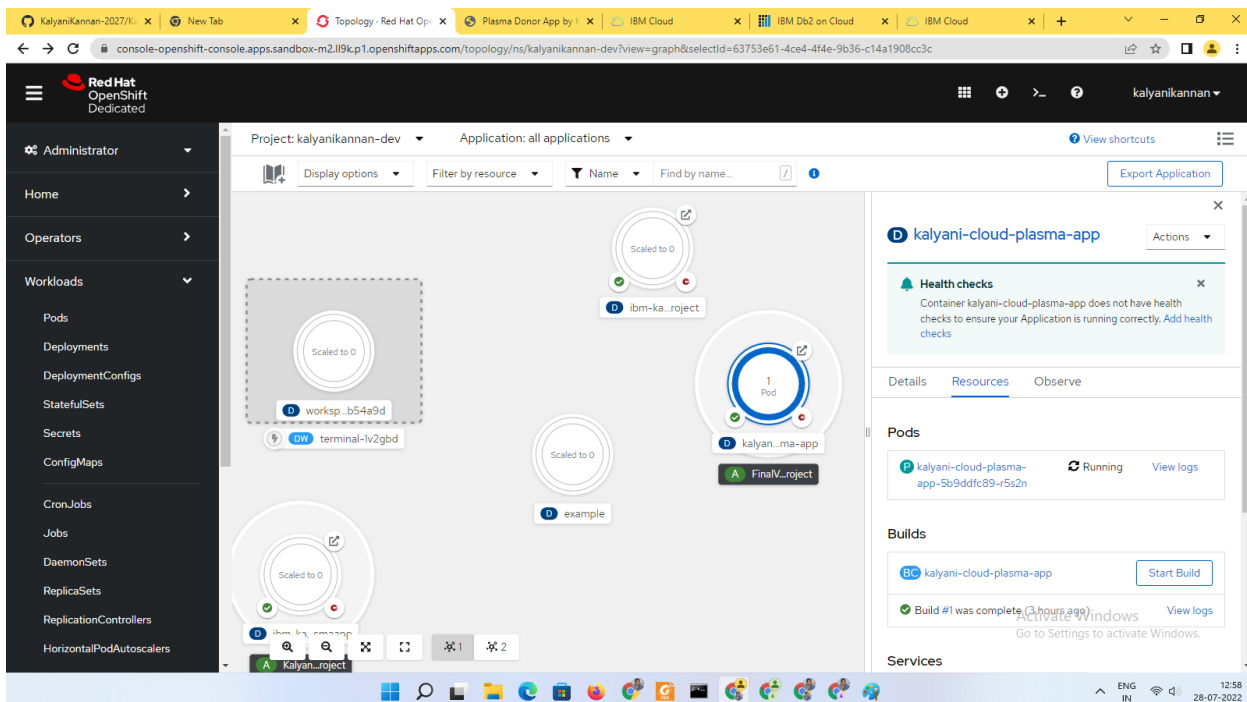 KalyaniKannan-2027/Ka
New Tab
Topology · Red Hat Ope
Plasma Donor App by K
IBM Cloud
IBM Db2 on Cloud
IBM Cloud
console-openshift-console.apps.sandbox-m2.ll9k.p1.openshiftapps.com/topology/ns/kalyanikannan-dev?view=graph&selectId=63753e61-4ce4-4f4e-9b36-c14a1908cc3c
Red Hat
OpenShift
Dedicated
kalyanikannan
Administrator
Home
Operators
Workloads
Pods
Deployments
DeploymentConfigs
StatefulSets
Secrets
ConfigMaps
CronJobs
Jobs
DaemonSets
ReplicaSets
ReplicationControllers
HorizontalPodAutoscalers
Project: kalyanikannan-dev
Application: all applications
View shortcuts
Display options
Filter by resource
Name
Find by name...
/
Export Application
Scaled to 0
D ibm-ka...roject
Scaled to 0
D worksp...b54a9d
DW terminal-1v2gbd
1
Pod
D kalyan...ma-app
A FinalV...roject
Scaled to 0
D example
Scaled to 0
D ibm-ka...smaapp
A Kalyan...roject
1
2
D kalyani-cloud-plasma-app
Actions
Health checks
Container kalyani-cloud-plasma-app does not have health
checks to ensure your Application is running correctly. Add health
checks
Details
Resources
Observe
Pods
P kalyani-cloud-plasma-
app-5b9ddfc89-r5s2n
Running
View logs
Builds
BC kalyani-cloud-plasma-app
Start Build
Build #1 was complete (3 hours ago)
View logs
Activate Windows
Go to Settings to activate Windows.
Services
ENG
IN
12:58
28-07-2022